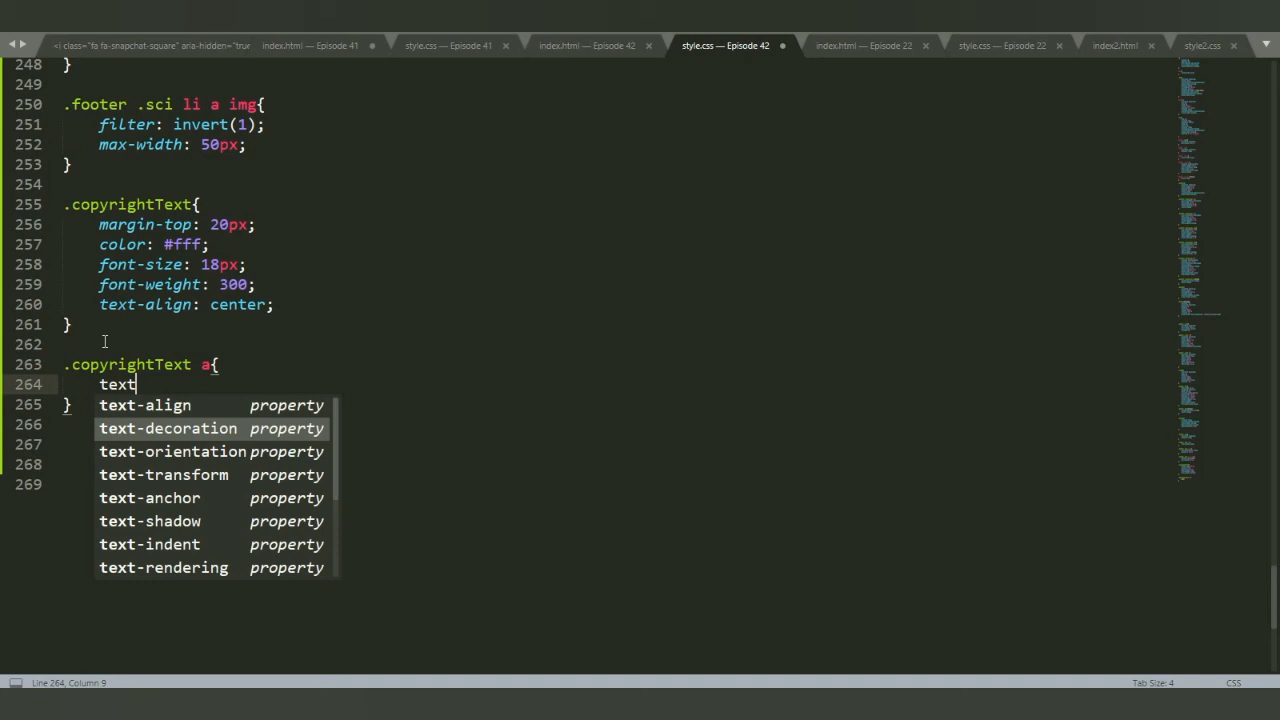 <i class="fa fa-snapchat-square" aria-hidden="true
index.html — Episode 41
style.css — Episode 41
index.html — Episode 42
style.css — Episode 42
index.html — Episode 22
style.css — Episode 22
index2.html
style2.css
248 }
249
250 .footer .sci li a img{
251 filter: invert(1);
252 max-width: 50px;
253 }
254
255 .copyrightText{
256 margin-top: 20px;
257 color: #fff;
258 font-size: 18px;
259 font-weight: 300;
260 text-align: center;
261 }
262
263 .copyrightText a{
264 text
265 }
266
267
268
269
text-align property
text-decoration property
text-orientation property
text-transform property
text-anchor property
text-shadow property
text-indent property
text-rendering property
Line 264, Column 9
Tab Size: 4
CSS